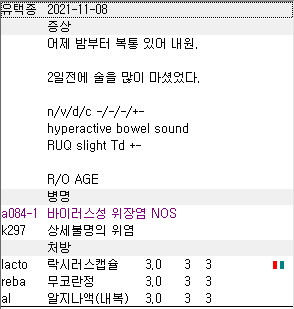 유택종 2021-11-08
증상
어제 밤부터 복통 있어 내원.
2일전에 술을 많이 마셨었다.
n/v/d/c -/-/-/+-
hyperactive bowel sound
RUQ slight Td +-
R/O AGE
병명
a084-1 바이러스성 위장염 NOS
k297 상세불명의 위염
처방
lacto 락시러스캡슐 3.0 3 3
reba 무코란정 3.0 3 3
al 알지나액(내복) 3.0 3 3